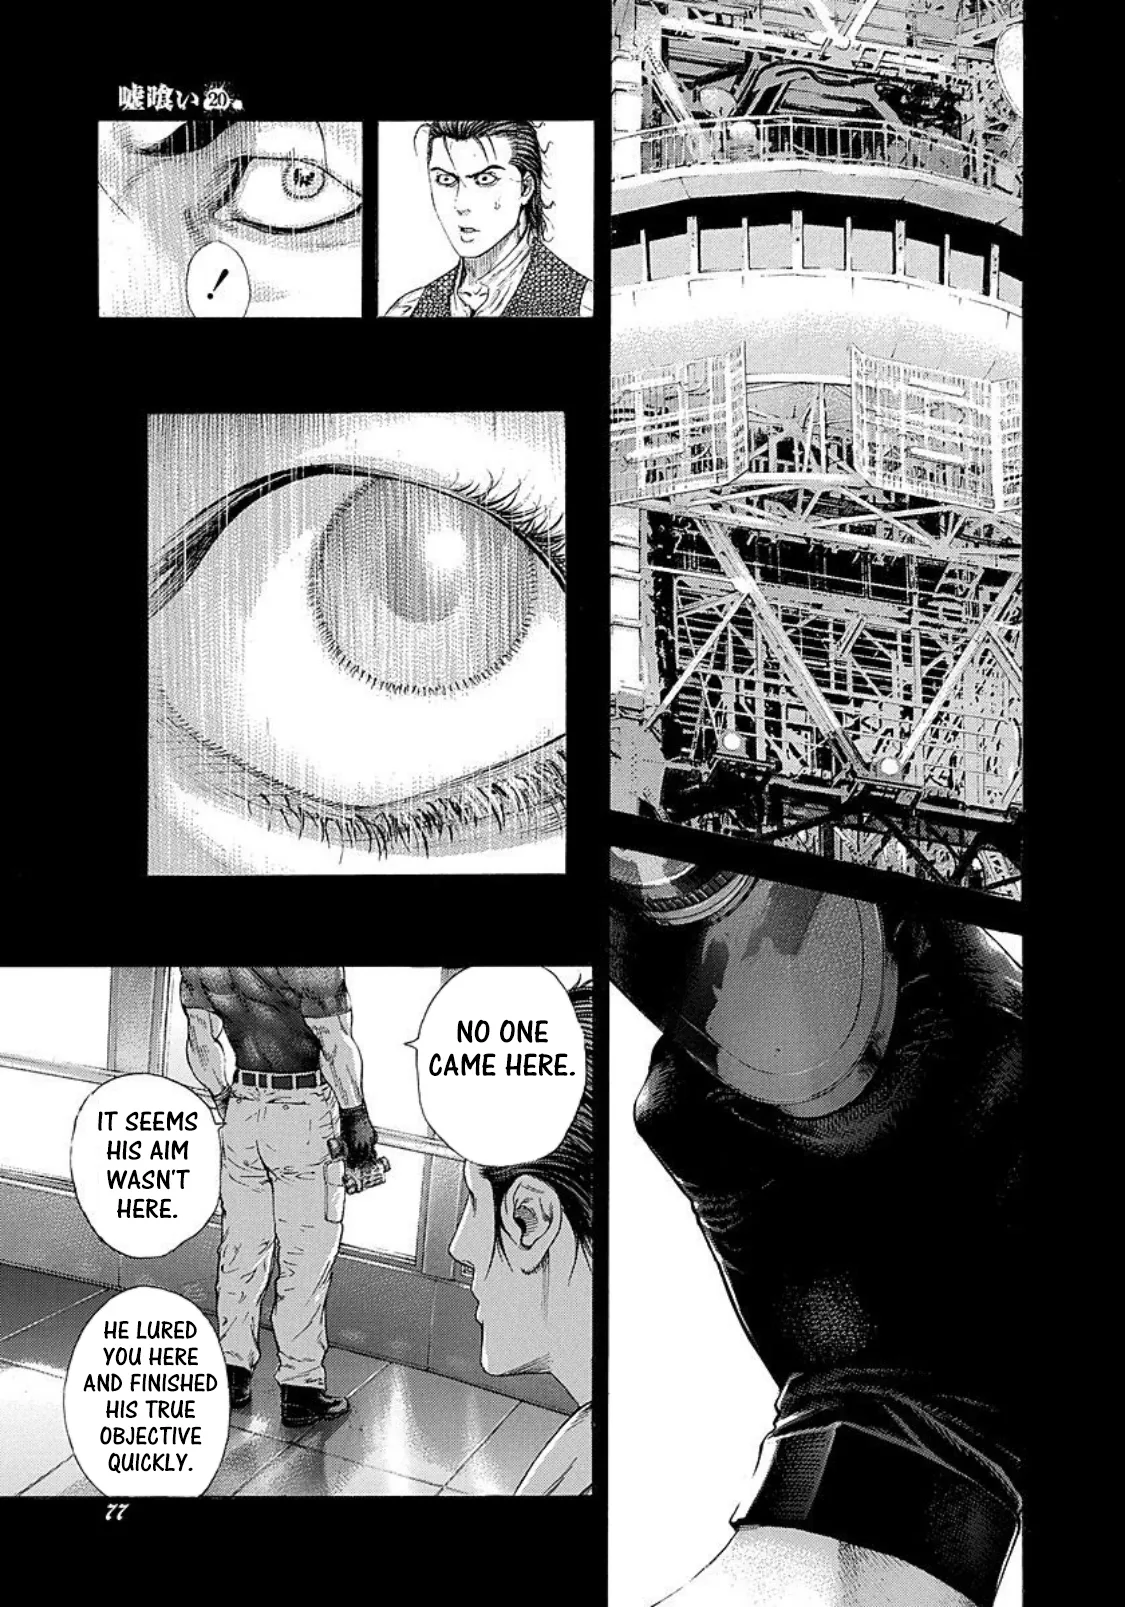 嘘喰い 20
!
NO ONE
CAME HERE.
IT SEEMS
HIS AIM
WASN'T
HERE.
HE LURED
YOU HERE
AND FINISHED
HIS TRUE
OBJECTIVE
QUICKLY.
77